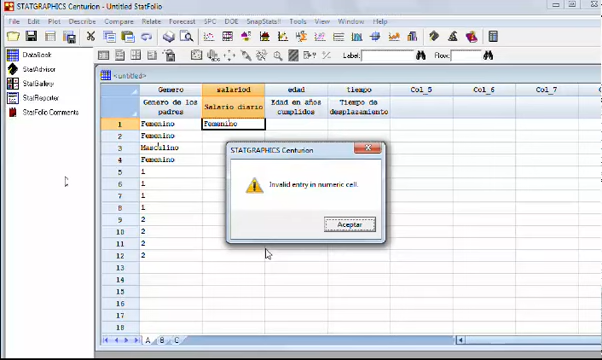 STATGRAPHICS Centurion - Untitled StatFolio
File Edit Plot Describe Compare Relate Forecast SPC DOE SnapStats!! Tools View Window Help
Label: Row:
DataBook
StatAdvisor
StatGallery
StatReporter
StatFolio Comments
<untitled>
Genero salariod edad tiempo Col_5 Col_6 Col_7
Genero de los padres Salario diario Edad en años cumplidos Tiempo de desplazamiento
1 Femenino Femenino
2 Femenino
3 Masculino
4 Femenino
5 1
6 1
7 1
8 1
9 2
10 2
11 2
12 2
13
14
15
16
17
18
A B C
STATGRAPHICS Centurion
Invalid entry in numeric cell.
Aceptar